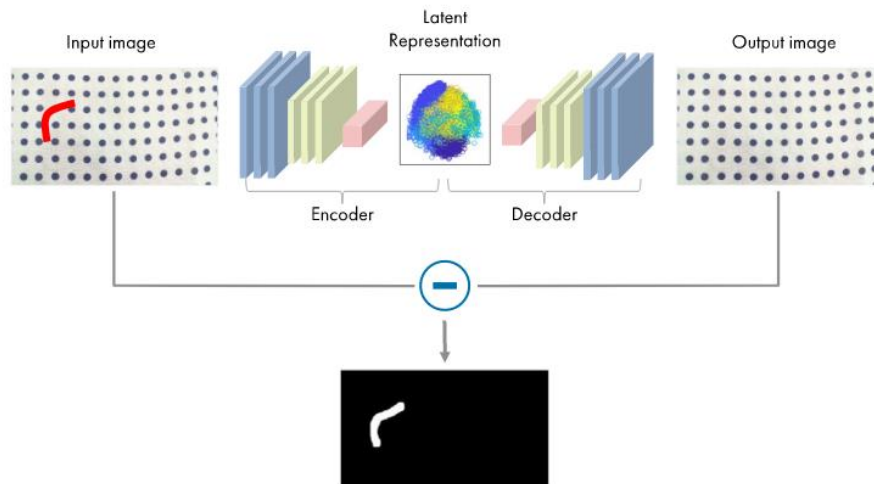 Input image
Latent
Representation
Output image
Encoder
Decoder